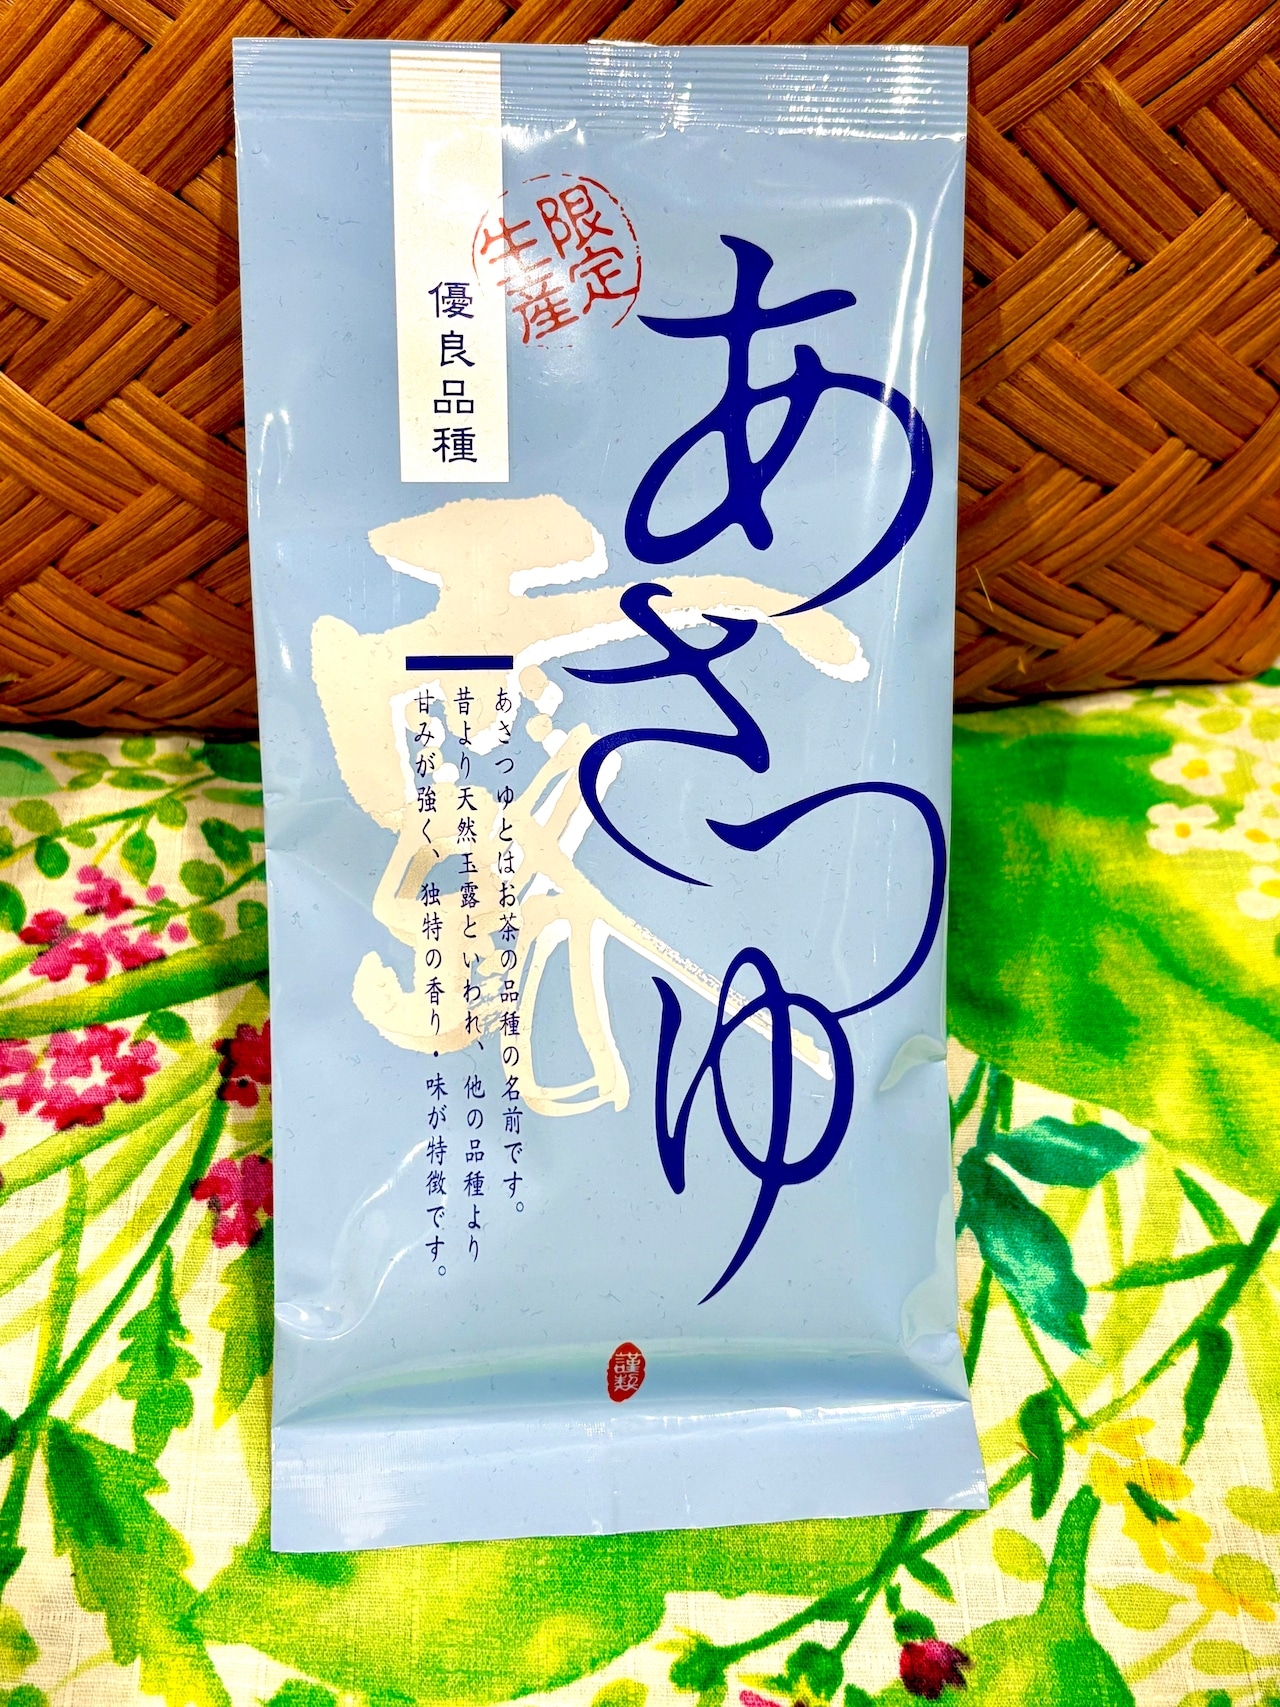 あさつゆ
限定
生産
優良品種
露
あさつゆとはお茶の品種の名前です。
昔より天然玉露といわれ、他の品種より
甘みが強く、独特の香り・味が特徴です。